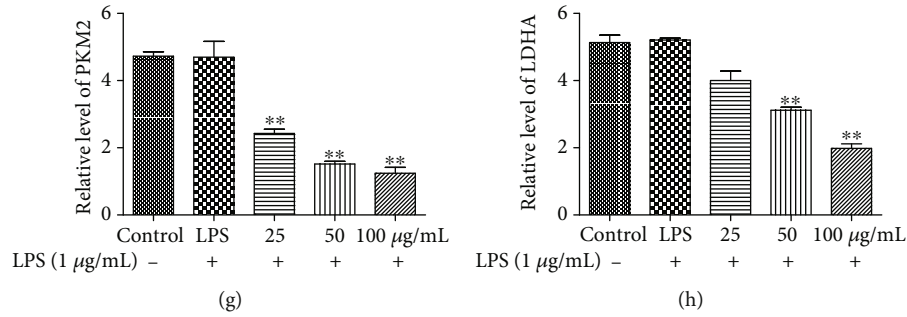 Relative level of PKM2
6
4
2
0
**
**
**
Control LPS 25 50 100 μg/mL
LPS (1 μg/mL) – + + + +
(g)
Relative level of LDHA
6
4
2
0
**
**
Control LPS 25 50 100 μg/mL
LPS (1 μg/mL) – + + + +
(h)